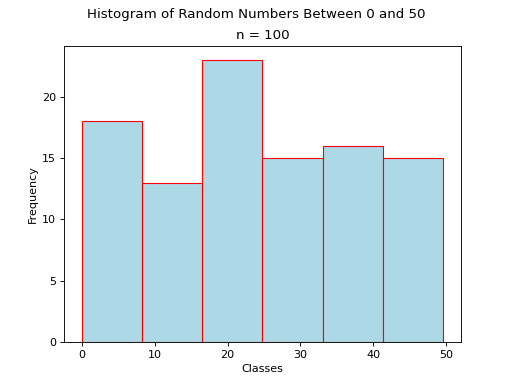 Histogram of Random Numbers Between 0 and 50
n = 100
20
15
10
5
0
Frequency
0 10 20 30 40 50
Classes